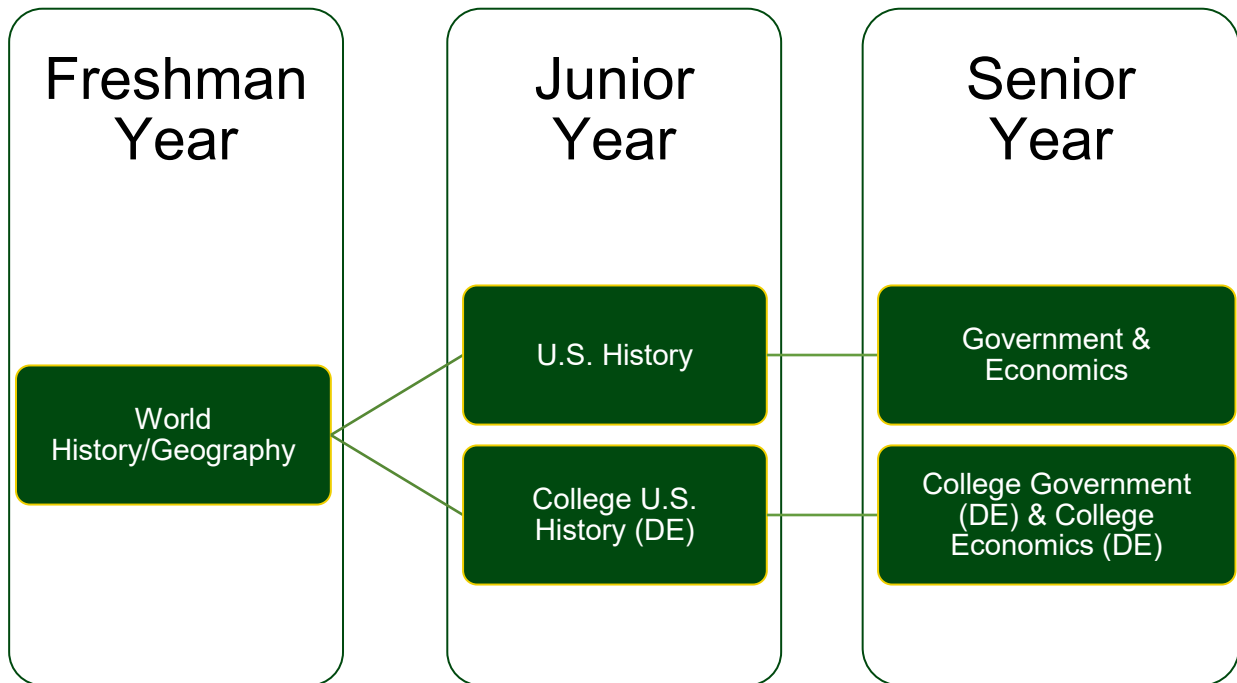 Freshman
Year
Junior
Year
Senior
Year
World
History/Geography
U.S. History
College U.S.
History (DE)
Government &
Economics
College Government
(DE) & College
Economics (DE)